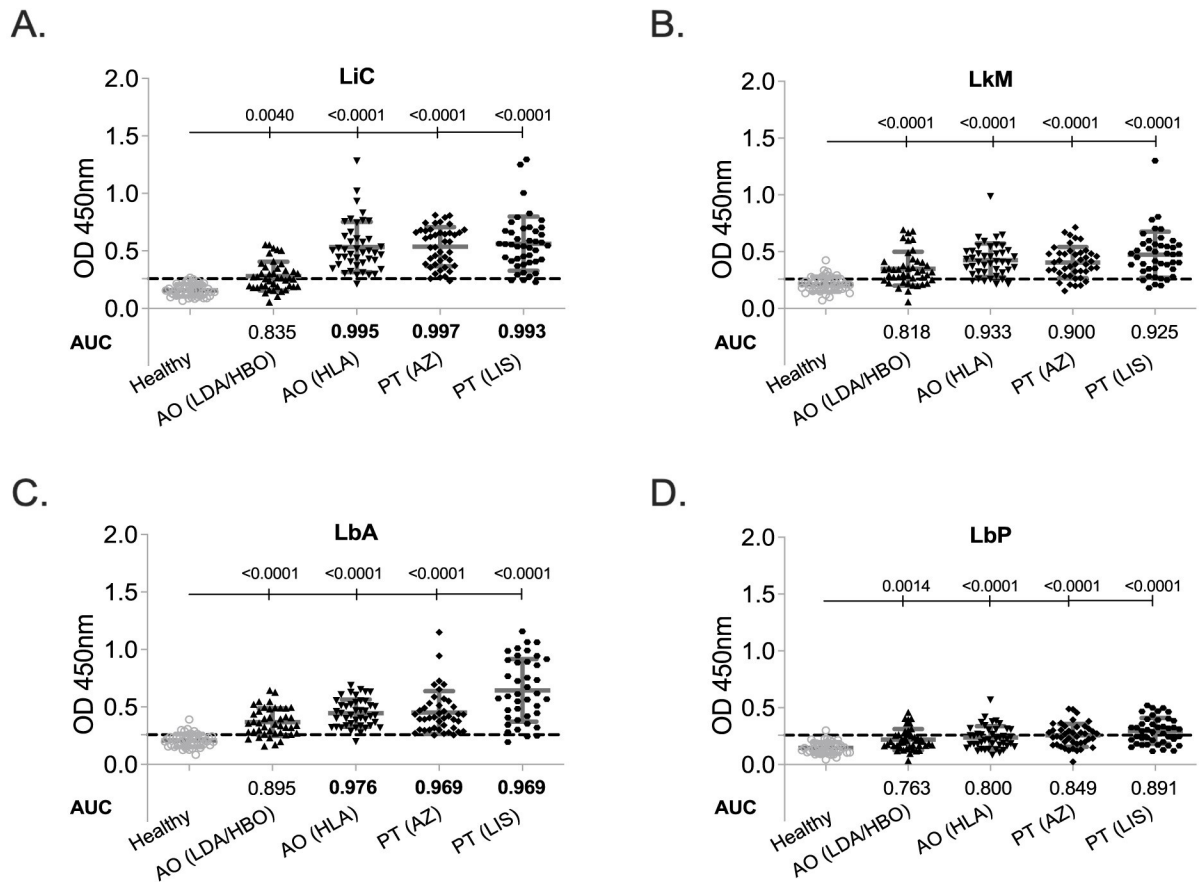 A.
LiC
2.0
0.0040 <0.0001 <0.0001 <0.0001
1.5
1.0
0.5
0.0
OD 450nm
AUC 0.835 0.995 0.997 0.993
Healthy
AO (LDA/HBO)
AO (HLA)
PT (AZ)
PT (LIS)
B.
LkM
2.0
<0.0001 <0.0001 <0.0001 <0.0001
1.5
1.0
0.5
0.0
OD 450nm
AUC 0.818 0.933 0.900 0.925
Healthy
AO (LDA/HBO)
AO (HLA)
PT (AZ)
PT (LIS)
C.
LbA
2.0
<0.0001 <0.0001 <0.0001 <0.0001
1.5
1.0
0.5
0.0
OD 450nm
AUC 0.895 0.976 0.969 0.969
Healthy
AO (LDA/HBO)
AO (HLA)
PT (AZ)
PT (LIS)
D.
LbP
2.0
0.0014 <0.0001 <0.0001 <0.0001
1.5
1.0
0.5
0.0
OD 450nm
AUC 0.763 0.800 0.849 0.891
Healthy
AO (LDA/HBO)
AO (HLA)
PT (AZ)
PT (LIS)